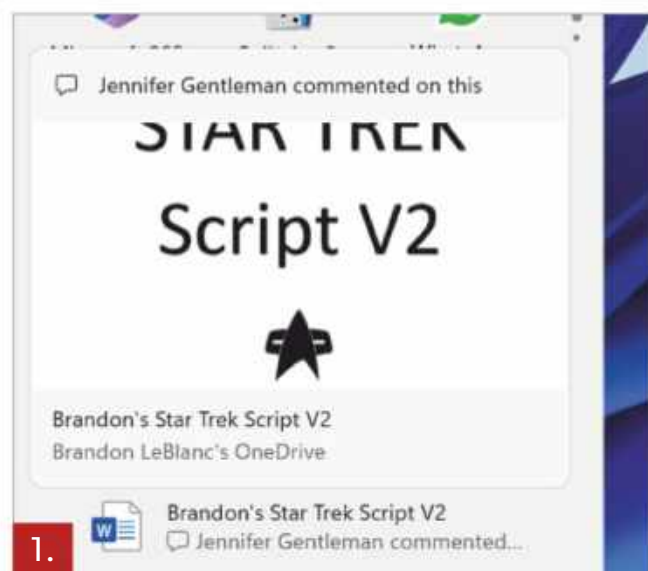 Jennifer Gentleman commented on this
STAR TREK
Script V2
Brandon's Star Trek Script V2
Brandon LeBlanc's OneDrive
W
Brandon's Star Trek Script V2
Jennifer Gentleman commented...
1.